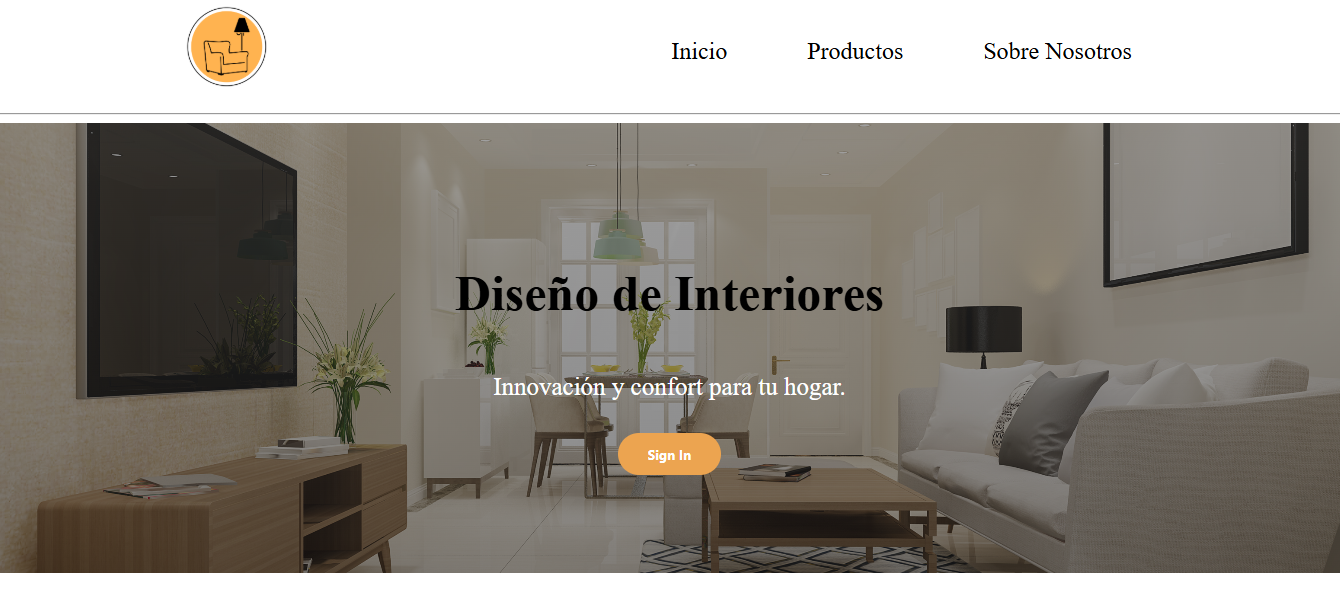 Inicio Productos Sobre Nosotros
Diseño de Interiores
Innovación y confort para tu hogar.
Sign In